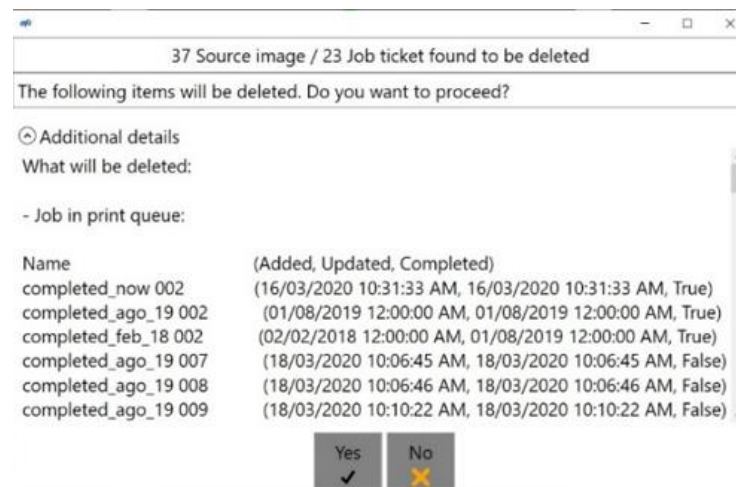 37 Source image / 23 Job ticket found to be deleted
The following items will be deleted. Do you want to proceed?
Additional details
What will be deleted:
- Job in print queue:
Name (Added, Updated, Completed)
completed_now 002 (16/03/2020 10:31:33 AM, 16/03/2020 10:31:33 AM, True)
completed_ago_19 002 (01/08/2019 12:00:00 AM, 01/08/2019 12:00:00 AM, True)
completed_feb_18 002 (02/02/2018 12:00:00 AM, 01/08/2019 12:00:00 AM, True)
completed_ago_19 007 (18/03/2020 10:06:45 AM, 18/03/2020 10:06:45 AM, False)
completed_ago_19 008 (18/03/2020 10:06:46 AM, 18/03/2020 10:06:46 AM, False)
completed_ago_19 009 (18/03/2020 10:10:22 AM, 18/03/2020 10:10:22 AM, False)
Yes No